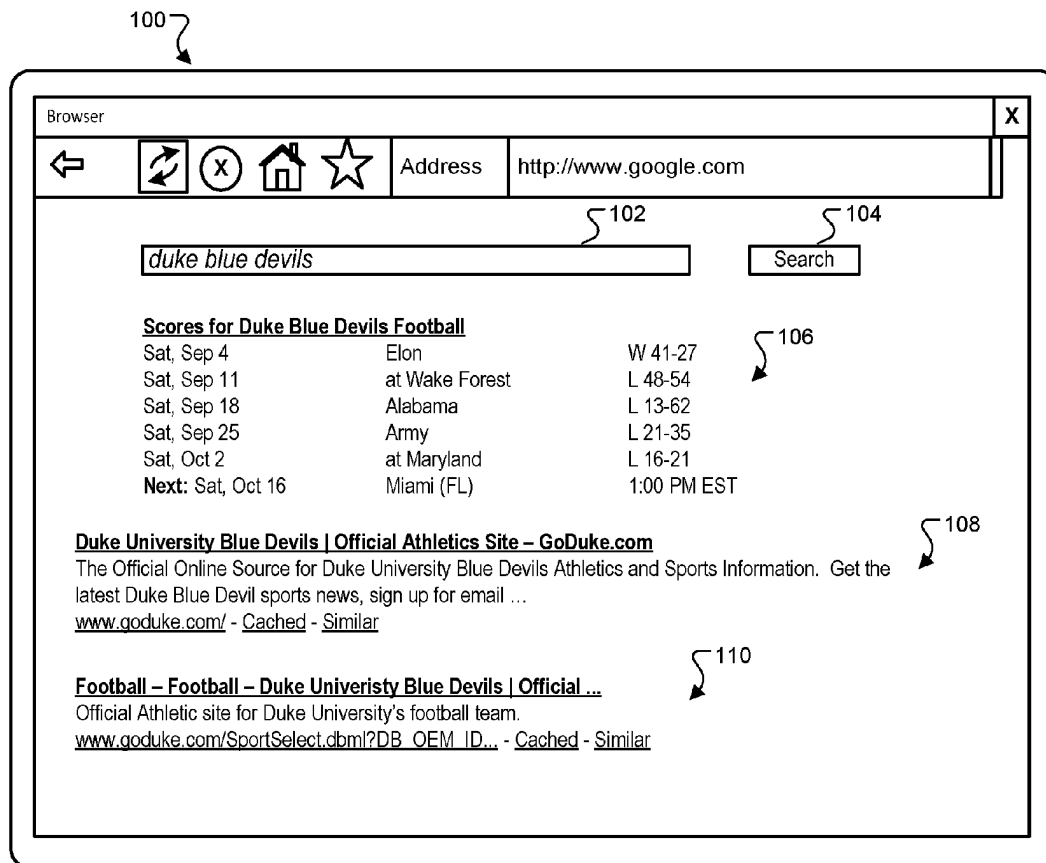 100
Browser X
X Address http://www.google.com
102 104
duke blue devils Search
Scores for Duke Blue Devils Football
106
Sat, Sep 4 Elon W 41-27
Sat, Sep 11 at Wake Forest L 48-54
Sat, Sep 18 Alabama L 13-62
Sat, Sep 25 Army L 21-35
Sat, Oct 2 at Maryland L 16-21
Next: Sat, Oct 16 Miami (FL) 1:00 PM EST
108
Duke University Blue Devils | Official Athletics Site – GoDuke.com
The Official Online Source for Duke University Blue Devils Athletics and Sports Information. Get the
latest Duke Blue Devil sports news, sign up for email ...
www.goduke.com/ - Cached - Similar
110
Football – Football – Duke Univeristy Blue Devils | Official ...
Official Athletic site for Duke University's football team.
www.goduke.com/SportSelect.dbml?DB_OEM_ID... - Cached - Similar